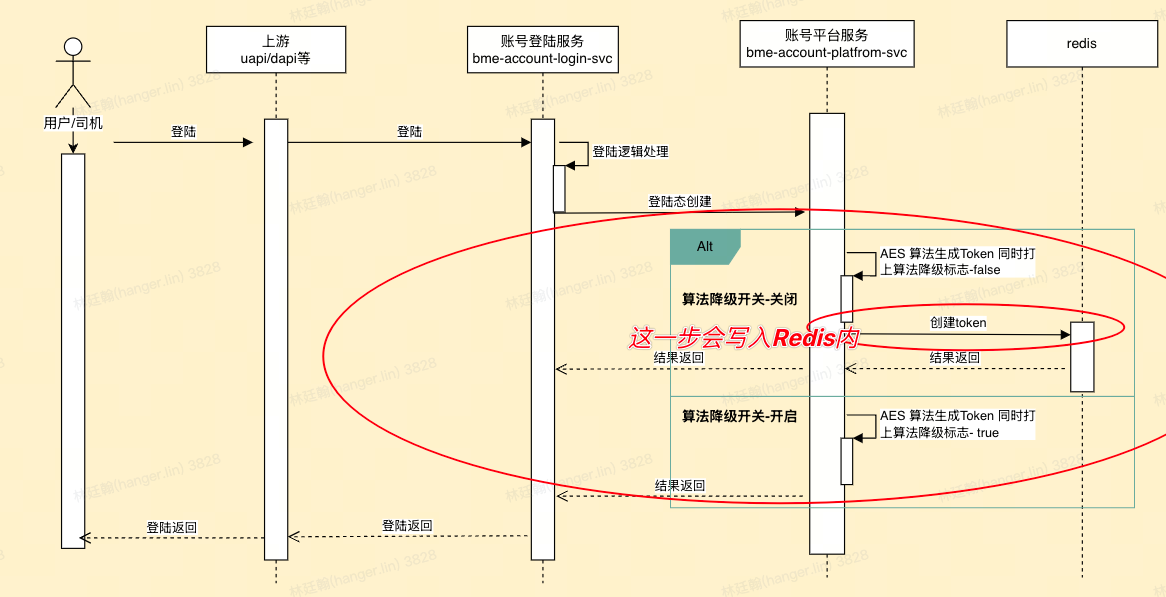 上游
uapi/dapi等
账号登陆服务
bme-account-login-svc
账号平台服务
bme-account-platfrom-svc
redis
用户/司机
登陆
登陆
登陆逻辑处理
登陆态创建
Alt
AES 算法生成Token 同时打
上算法降级标志-false
算法降级开关-关闭
创建token
这一步会写入Redis内
结果返回
结果返回
算法降级开关-开启
AES 算法生成Token 同时打
上算法降级标志- true
结果返回
登陆返回
登陆返回
林廷翰(hanger.lin) 3828